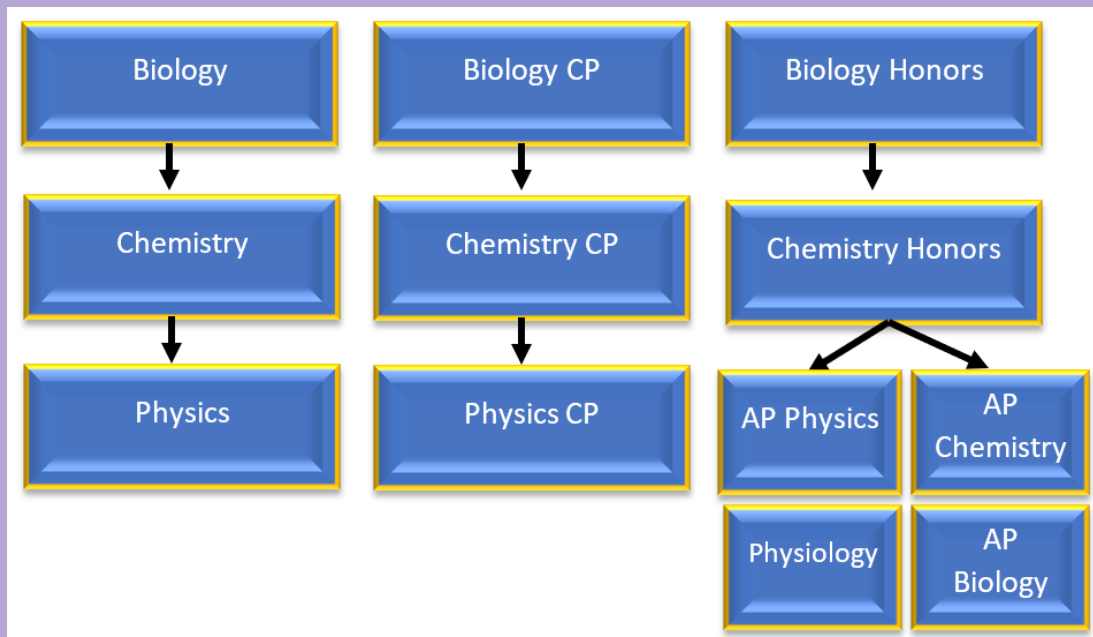 Biology
Biology CP
Biology Honors
Chemistry
Chemistry CP
Chemistry Honors
Physics
Physics CP
AP Physics
AP
Chemistry
Physiology
AP
Biology